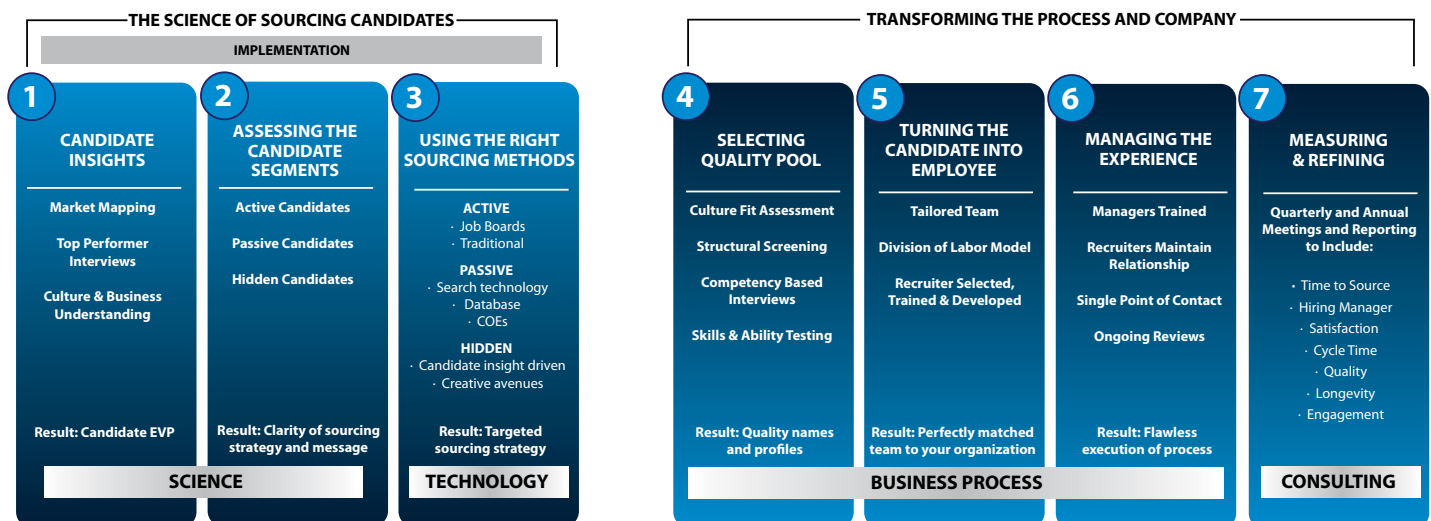 THE SCIENCE OF SOURCING CANDIDATES
IMPLEMENTATION
1
CANDIDATE
INSIGHTS
Market Mapping
Top Performer
Interviews
Culture & Business
Understanding
Result: Candidate EVP
2
ASSESSING THE
CANDIDATE
SEGMENTS
Active Candidates
Passive Candidates
Hidden Candidates
Result: Clarity of sourcing
strategy and message
SCIENCE
3
USING THE RIGHT
SOURCING METHODS
ACTIVE
· Job Boards
· Traditional
PASSIVE
· Search technology
· Database
· COEs
HIDDEN
· Candidate insight driven
· Creative avenues
Result: Targeted
sourcing strategy
TECHNOLOGY
TRANSFORMING THE PROCESS AND COMPANY
4
SELECTING
QUALITY POOL
Culture Fit Assessment
Structural Screening
Competency Based
Interviews
Skills & Ability Testing
Result: Quality names
and profiles
5
TURNING THE
CANDIDATE INTO
EMPLOYEE
Tailored Team
Division of Labor Model
Recruiter Selected,
Trained & Developed
Result: Perfectly matched
team to your organization
6
MANAGING THE
EXPERIENCE
Managers Trained
Recruiters Maintain
Relationship
Single Point of Contact
Ongoing Reviews
Result: Flawless
execution of process
BUSINESS PROCESS
7
MEASURING
& REFINING
Quarterly and Annual
Meetings and Reporting
to Include:
· Time to Source
· Hiring Manager
· Satisfaction
· Cycle Time
· Quality
· Longevity
· Engagement
CONSULTING